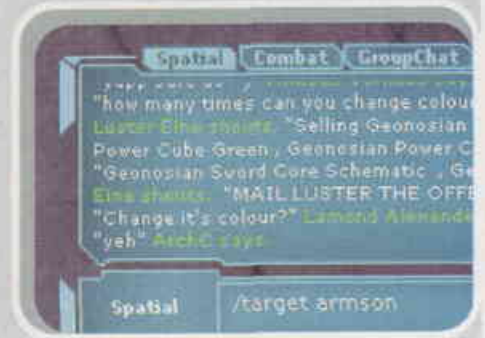 Spatial Combat GroupChat
"how many times can you change colou
Luster Eine shouts, "Selling Geonosian
Power Cube Green , Geonosian Power C
"Geonosian Sword Core Schematic , Ge
Eine shouts, "MAIL LUSTER THE OFFE
"Change it's colour?" Lamond Alexande
"yeh" ArchC says.
Spatial /target armson